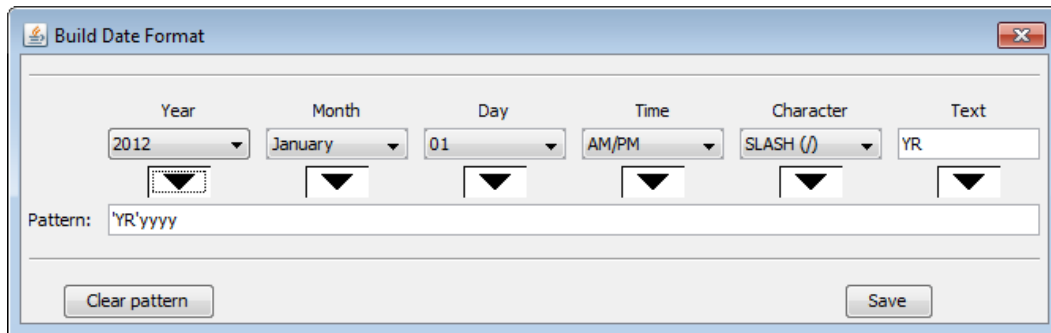 Build Date Format
Year Month Day Time Character Text
2012 January 01 AM/PM SLASH (/) YR
Pattern: 'YR'yyyy
Clear pattern Save